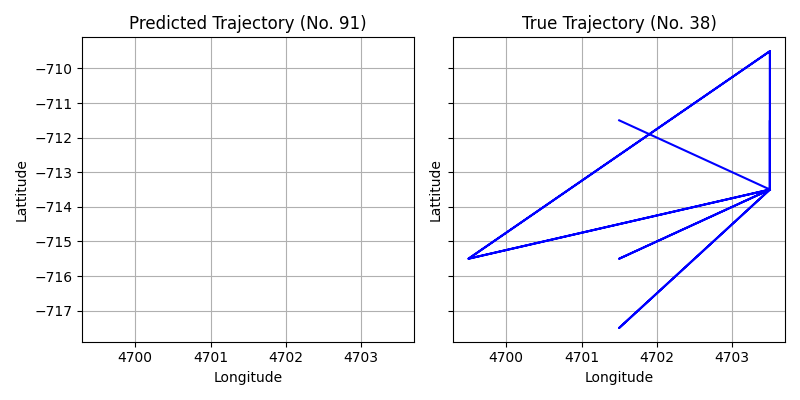 Predicted Trajectory (No. 91)
True Trajectory (No. 38)
−710
−711
−712
−713
−714
−715
−716
−717
Lattitude
Lattitude
4700 4701 4702 4703
4700 4701 4702 4703
Longitude
Longitude